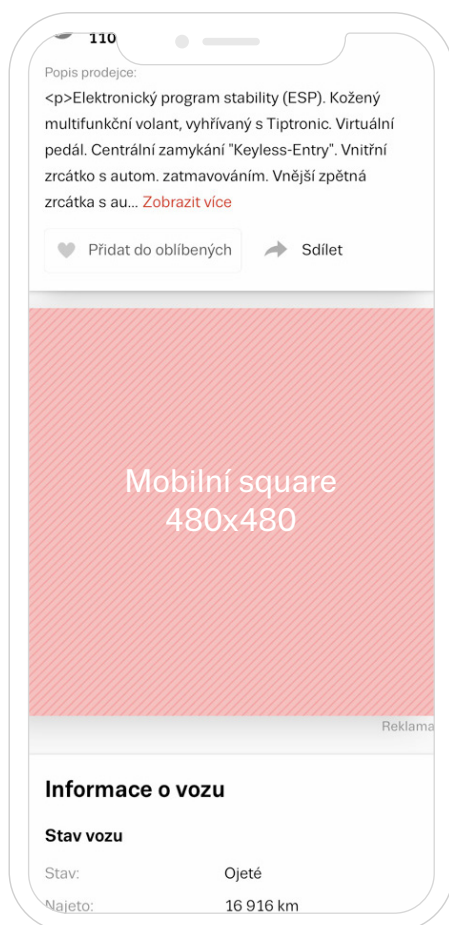 110
Popis prodejce:
<p>Elektronický program stability (ESP). Kožený
multifunkční volant, vyhřívaný s Tiptronic. Virtuální
pedál. Centrální zamykání "Keyless-Entry". Vnitřní
zrcátko s autom. zatmavováním. Vnější zpětná
zrcátka s au... Zobrazit více
Přidat do oblíbených Sdílet
Mobilní square
480x480
Reklama
Informace o vozu
Stav vozu
Stav: Ojeté
Najeto: 16 916 km